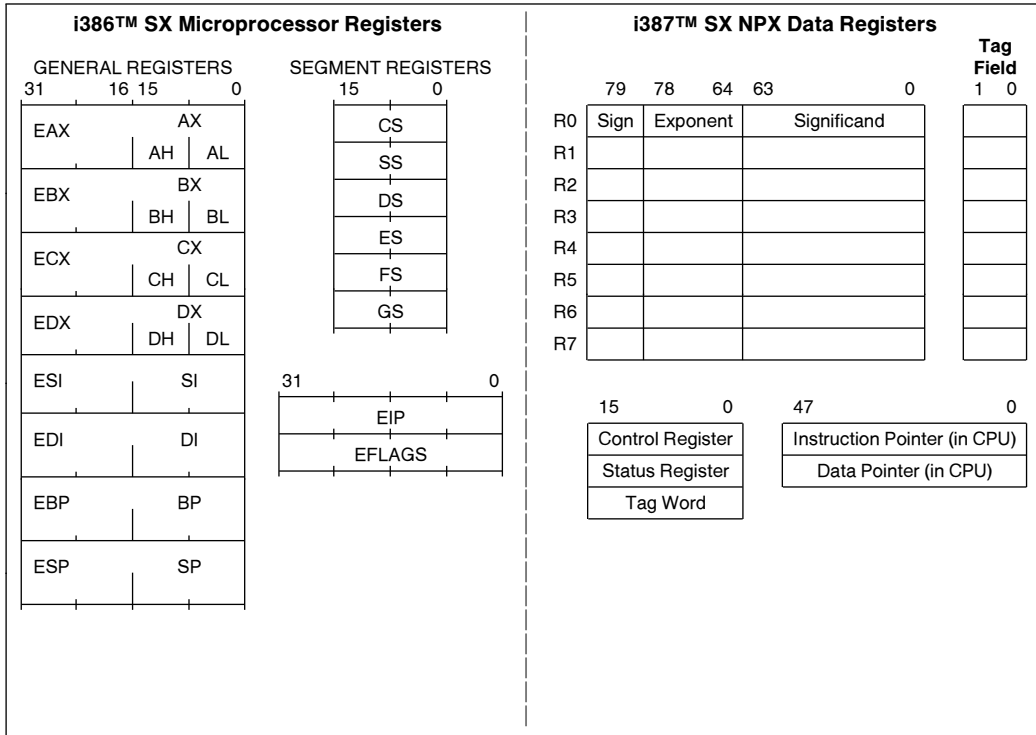 i386™ SX Microprocessor Registers
GENERAL REGISTERS
31 16 15 0
EAX AX
AH AL
EBX BX
BH BL
ECX CX
CH CL
EDX DX
DH DL
ESI SI
EDI DI
EBP BP
ESP SP
SEGMENT REGISTERS
15 0
CS
SS
DS
ES
FS
GS
31 0
EIP
EFLAGS
i387™ SX NPX Data Registers
Tag
Field
79 78 64 63 0 1 0
R0 Sign Exponent Significand
R1
R2
R3
R4
R5
R6
R7
15 0
Control Register
Status Register
Tag Word
47 0
Instruction Pointer (in CPU)
Data Pointer (in CPU)